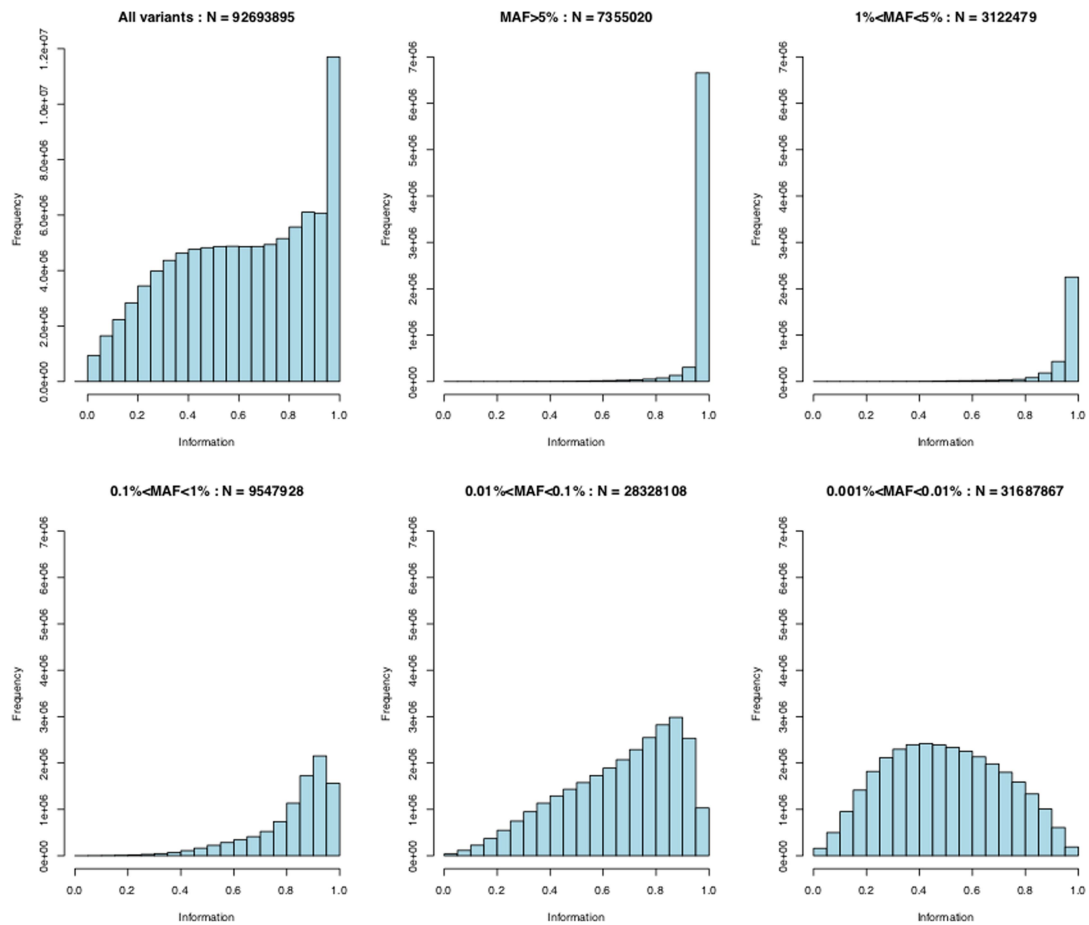 All variants : N = 92693895
Frequency
0.0e+00 2.0e+06 4.0e+06 6.0e+06 8.0e+06 1.0e+07 1.2e+07
0.0 0.2 0.4 0.6 0.8 1.0
Information
MAF>5% : N = 7355020
Frequency
0e+00 1e+06 2e+06 3e+06 4e+06 5e+06 6e+06 7e+06
0.0 0.2 0.4 0.6 0.8 1.0
Information
1%<MAF<5% : N = 3122479
Frequency
0e+00 1e+06 2e+06 3e+06 4e+06 5e+06 6e+06 7e+06
0.0 0.2 0.4 0.6 0.8 1.0
Information
0.1%<MAF<1% : N = 9547928
Frequency
0e+00 1e+06 2e+06 3e+06 4e+06 5e+06 6e+06 7e+06
0.0 0.2 0.4 0.6 0.8 1.0
Information
0.01%<MAF<0.1% : N = 28328108
Frequency
0e+00 1e+06 2e+06 3e+06 4e+06 5e+06 6e+06 7e+06
0.0 0.2 0.4 0.6 0.8 1.0
Information
0.001%<MAF<0.01% : N = 31687867
Frequency
0e+00 1e+06 2e+06 3e+06 4e+06 5e+06 6e+06 7e+06
0.0 0.2 0.4 0.6 0.8 1.0
Information